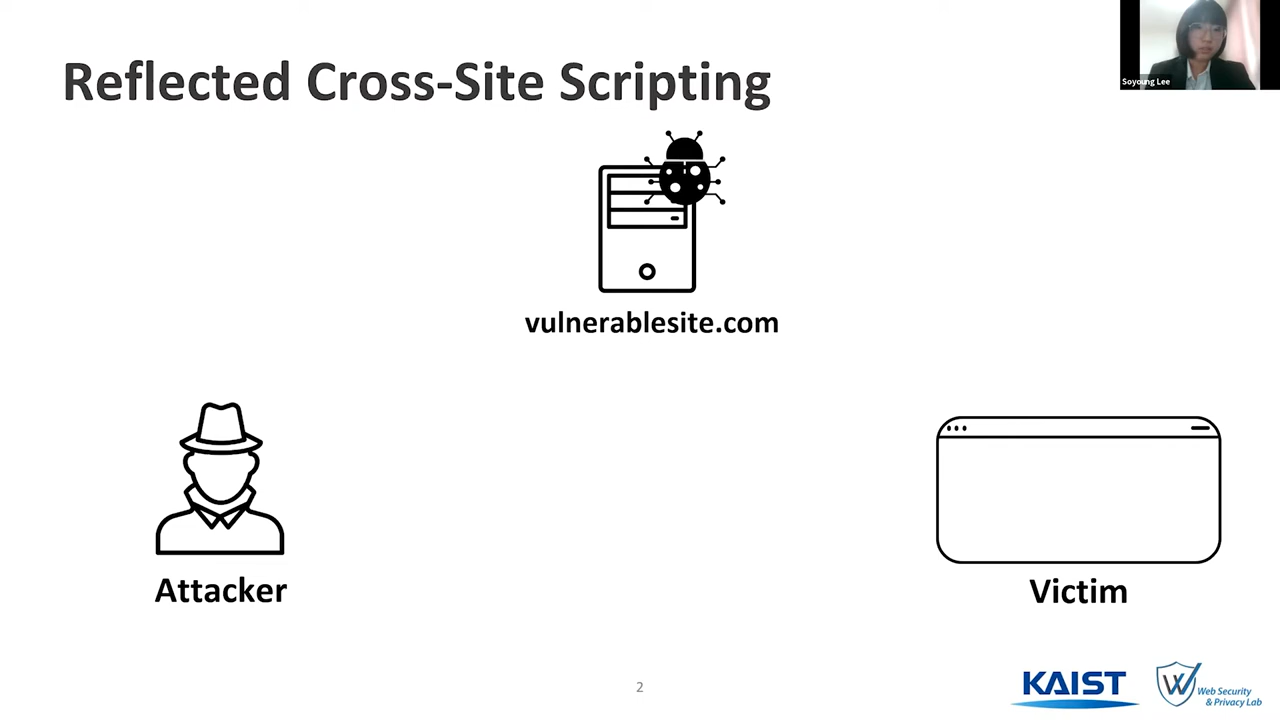 Reflected Cross-Site Scripting
Soyoung Lee
vulnerablesite.com
Attacker
Victim
2
KAIST
W
Web Security
& Privacy Lab